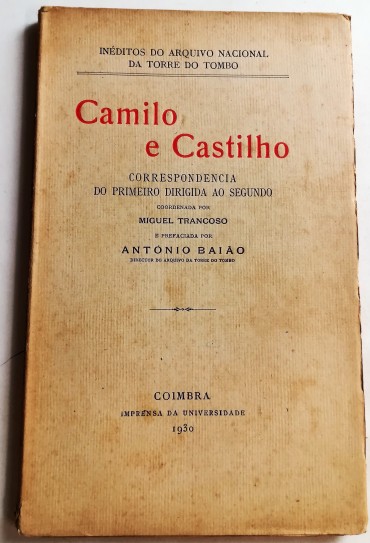 INÉDITOS DO ARQUIVO NACIONAL
DA TORRE DO TOMBO
Camilo
e Castilho
CORRESPONDENCIA
DO PRIMEIRO DIRIGIDA AO SEGUNDO
COORDENADA POR
MIGUEL TRANCOSO
E PREFACIADA POR
ANTÓNIO BAIÃO
DIRECTOR DO ARQUIVO DA TORRE DO TOMBO
COIMBRA
IMPRENSA DA UNIVERSIDADE
1930